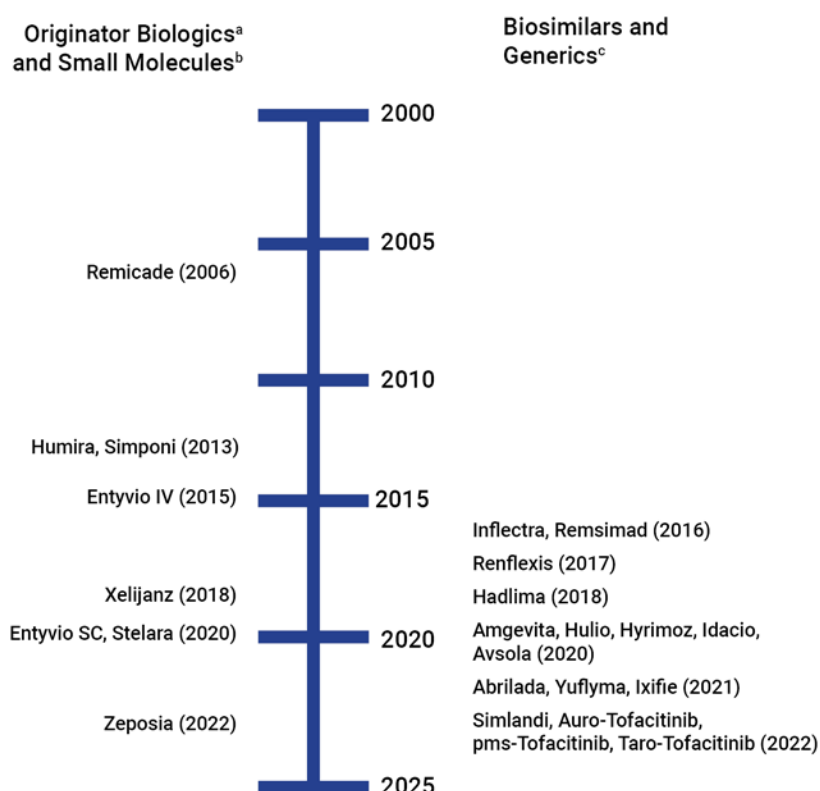 Originator Biologicsᵃ
and Small Moleculesᵇ
Biosimilars and
Genericsᶜ
2000
2005
Remicade (2006)
2010
Humira, Simponi (2013)
Entyvio IV (2015)
2015
Inflectra, Remsimad (2016)
Renflexis (2017)
Xelijanz (2018)
Hadlima (2018)
Entyvio SC, Stelara (2020)
2020
Amgevita, Hulio, Hyrimoz, Idacio,
Avsola (2020)
Abrilada, Yuflyma, Ixifie (2021)
Zeposia (2022)
Simlandi, Auro-Tofacitinib,
pms-Tofacitinib, Taro-Tofacitinib (2022)
2025